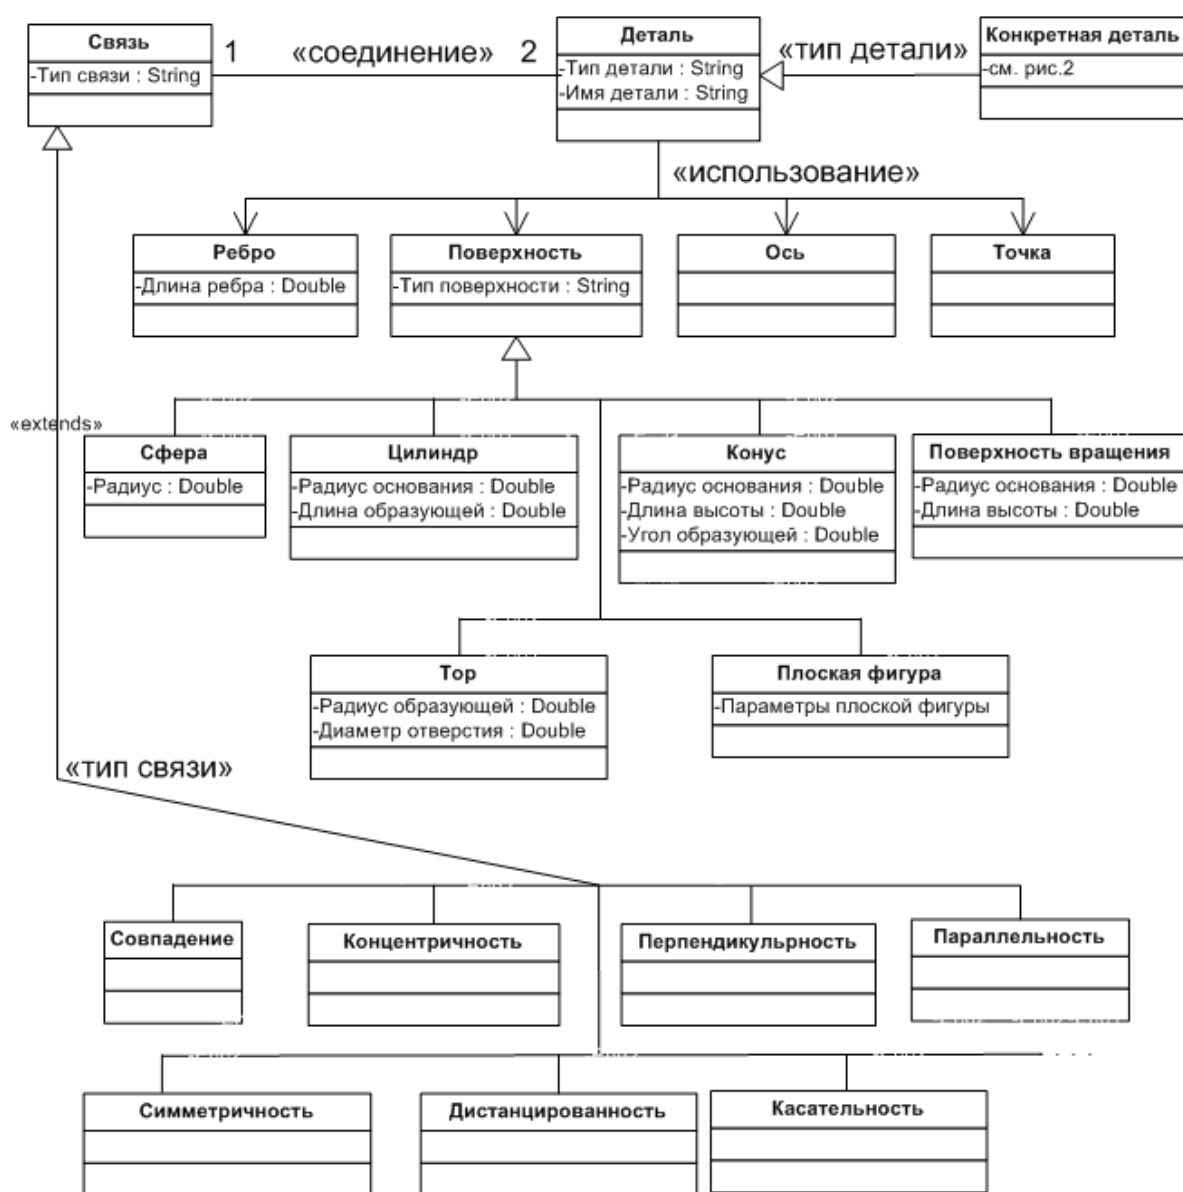 Связь
-Тип связи : String
1
«соединение»
2
Деталь
-Тип детали : String
-Имя детали : String
«тип детали»
Конкретная деталь
-см. рис.2
«использование»
Ребро
-Длина ребра : Double
Поверхность
-Тип поверхности : String
Ось
Точка
«extends»
Сфера
-Радиус : Double
Цилиндр
-Радиус основания : Double
-Длина образующей : Double
Конус
-Радиус основания : Double
-Длина высоты : Double
-Угол образующей : Double
Поверхность вращения
-Радиус основания : Double
-Длина высоты : Double
Тор
-Радиус образующей : Double
-Диаметр отверстия : Double
Плоская фигура
-Параметры плоской фигуры
«тип связи»
Совпадение
Концентричность
Перпендикульрность
Параллельность
Симметричность
Дистанцированность
Касательность